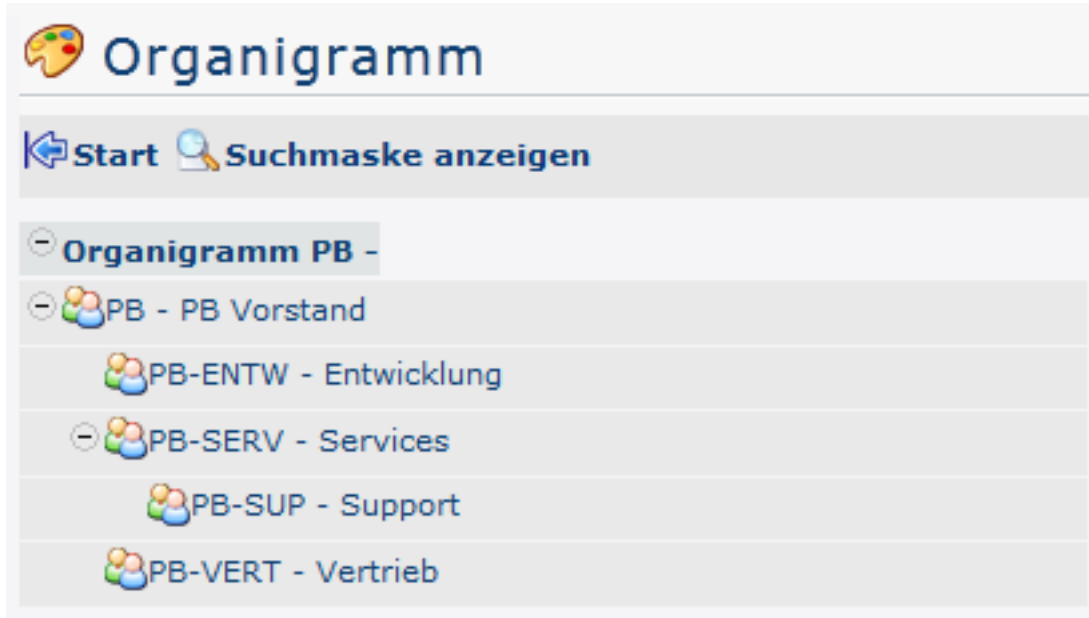 Organigramm
Start Suchmaske anzeigen
Organigramm PB -
PB - PB Vorstand
PB-ENTW - Entwicklung
PB-SERV - Services
PB-SUP - Support
PB-VERT - Vertrieb